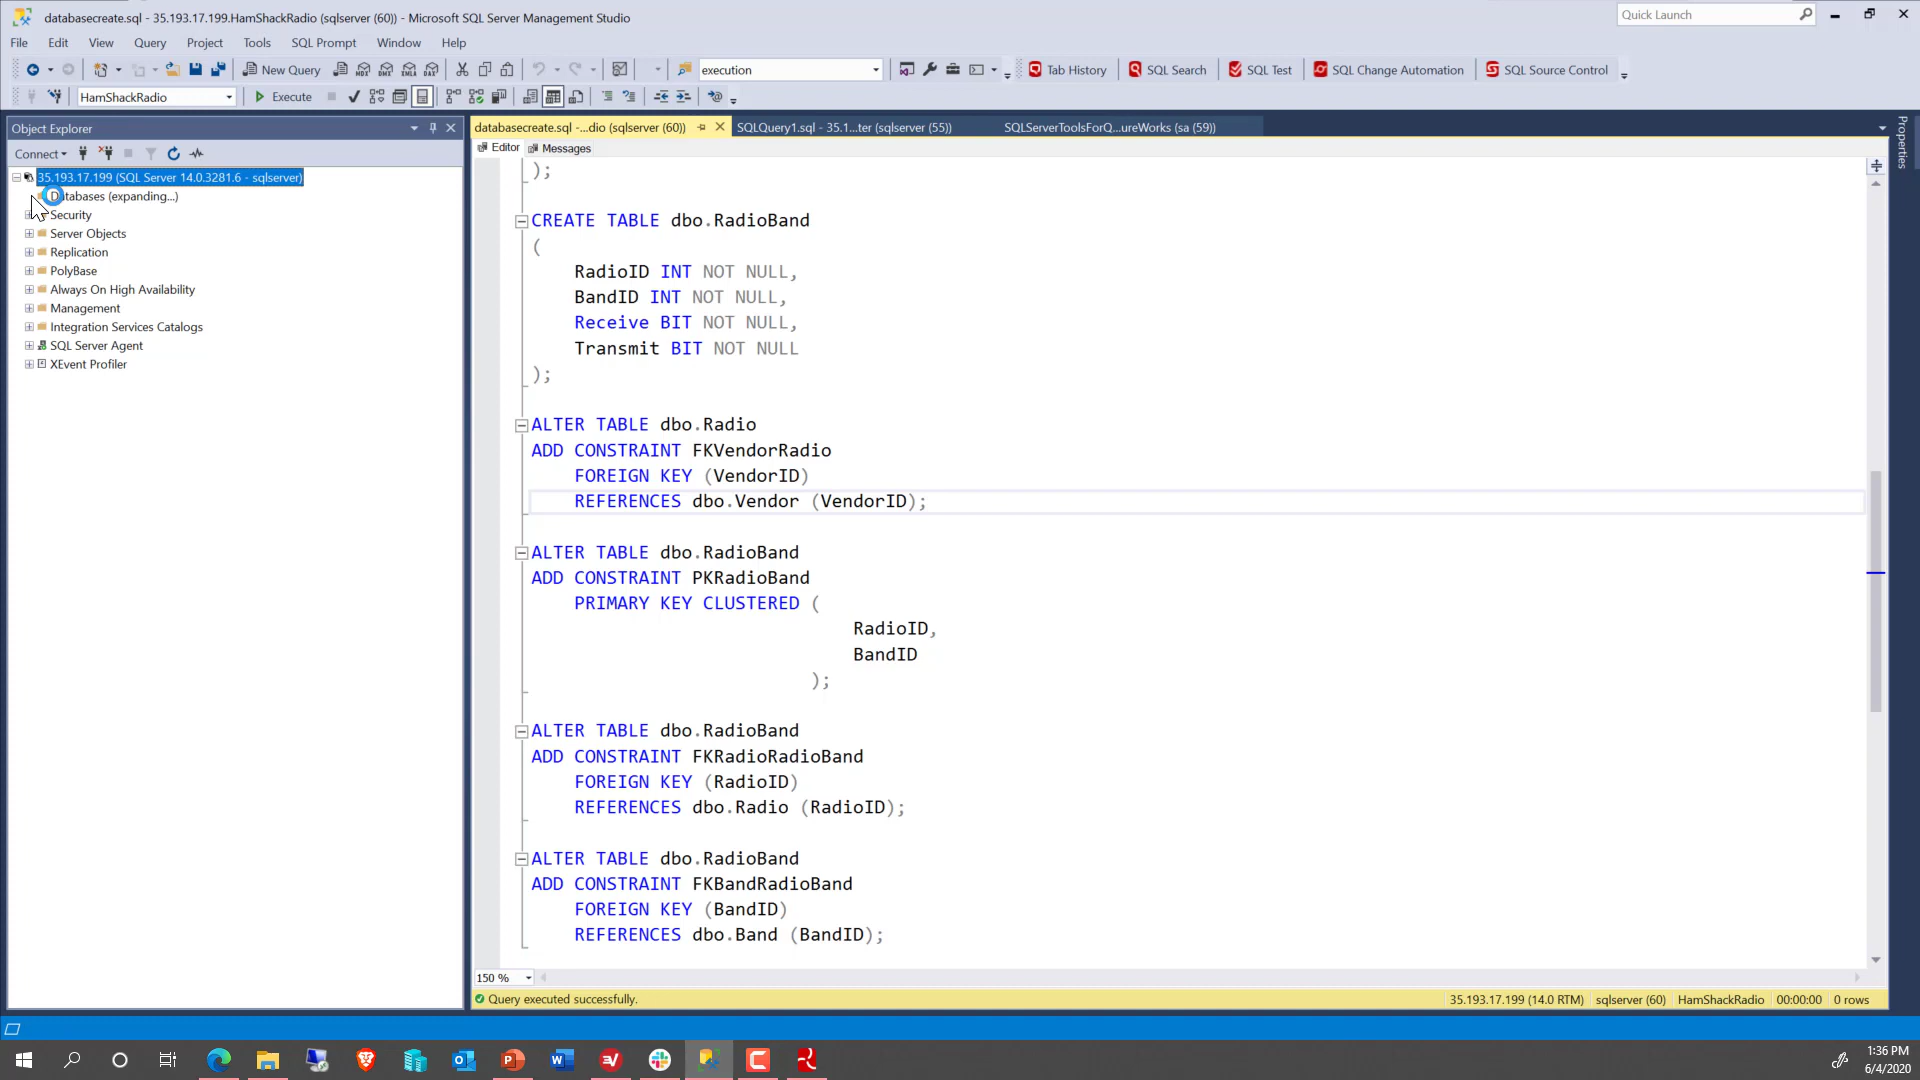 databasecreate.sql - 35.193.17.199.HamShackRadio (sqlserver (60)) - Microsoft SQL Server Management Studio
Quick Launch
File Edit View Query Project Tools SQL Prompt Window Help
New Query
MDX DMX XMLA DAX
execution
Tab History
SQL Search
SQL Test
SQL Change Automation
SQL Source Control
HamShackRadio
Execute
Object Explorer
Connect
35.193.17.199 (SQL Server 14.0.3281.6 - sqlserver)
Databases (expanding...)
Security
Server Objects
Replication
PolyBase
Always On High Availability
Management
Integration Services Catalogs
SQL Server Agent
XEvent Profiler
databasecreate.sql -...dio (sqlserver (60))
SQLQuery1.sql - 35.1...ter (sqlserver (55))
SQLServerToolsForQ...ureWorks (sa (59))
Properties
Editor
Messages
);
CREATE TABLE dbo.RadioBand
(
RadioID INT NOT NULL,
BandID INT NOT NULL,
Receive BIT NOT NULL,
Transmit BIT NOT NULL
);
ALTER TABLE dbo.Radio
ADD CONSTRAINT FKVendorRadio
FOREIGN KEY (VendorID)
REFERENCES dbo.Vendor (VendorID);
ALTER TABLE dbo.RadioBand
ADD CONSTRAINT PKRadioBand
PRIMARY KEY CLUSTERED (
RadioID,
BandID
);
ALTER TABLE dbo.RadioBand
ADD CONSTRAINT FKRadioRadioBand
FOREIGN KEY (RadioID)
REFERENCES dbo.Radio (RadioID);
ALTER TABLE dbo.RadioBand
ADD CONSTRAINT FKBandRadioBand
FOREIGN KEY (BandID)
REFERENCES dbo.Band (BandID);
150 %
Query executed successfully.
35.193.17.199 (14.0 RTM)
sqlserver (60)
HamShackRadio
00:00:00
0 rows
1:36 PM
6/4/2020